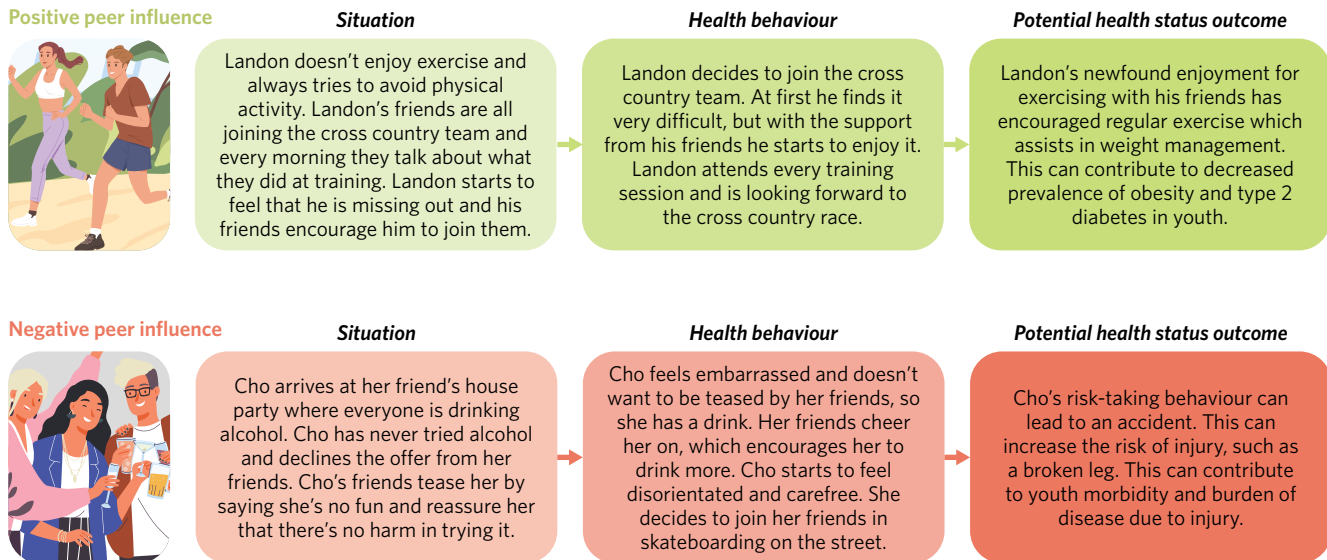 Positive peer influence
Situation
Health behaviour
Potential health status outcome
Landon doesn't enjoy exercise and
always tries to avoid physical
activity. Landon's friends are all
joining the cross country team and
every morning they talk about what
they did at training. Landon starts to
feel that he is missing out and his
friends encourage him to join them.
Landon decides to join the cross
country team. At first he finds it
very difficult, but with the support
from his friends he starts to enjoy it.
Landon attends every training
session and is looking forward to
the cross country race.
Landon's newfound enjoyment for
exercising with his friends has
encouraged regular exercise which
assists in weight management.
This can contribute to decreased
prevalence of obesity and type 2
diabetes in youth.
Negative peer influence
Situation
Health behaviour
Potential health status outcome
Cho arrives at her friend's house
party where everyone is drinking
alcohol. Cho has never tried alcohol
and declines the offer from her
friends. Cho's friends tease her by
saying she's no fun and reassure her
that there's no harm in trying it.
Cho feels embarrassed and doesn't
want to be teased by her friends, so
she has a drink. Her friends cheer
her on, which encourages her to
drink more. Cho starts to feel
disorientated and carefree. She
decides to join her friends in
skateboarding on the street.
Cho's risk-taking behaviour can
lead to an accident. This can
increase the risk of injury, such as
a broken leg. This can contribute
to youth morbidity and burden of
disease due to injury.